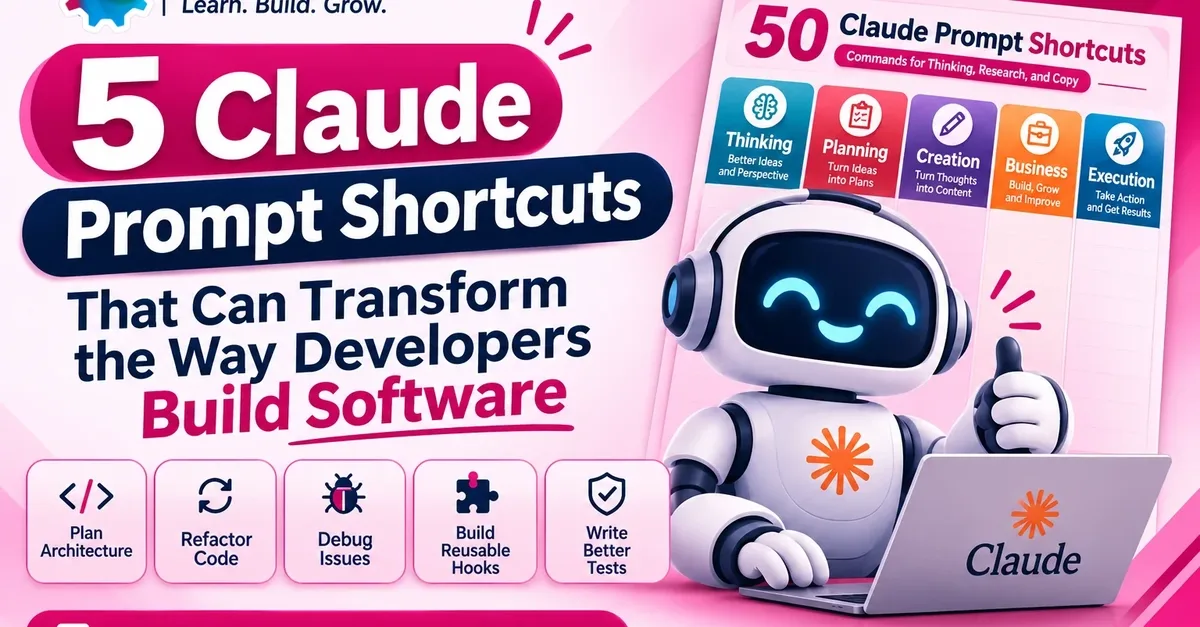 | Learn. Build. Grow.
5 Claude
Prompt Shortcuts
That Can Transform
the Way Developers
Build Software
Plan
Architecture
Refactor
Code
Debug
Issues
Build
Reusable
Hooks
Write
Better
Tests
50 Claude Prompt Shortcuts
Commands for Thinking, Research, and Copy
Thinking
Better Ideas
and Perspective
Planning
Turn Ideas
into Plans
Creation
Turn Thoughts
into Content
Business
Build, Grow
and Improve
Execution
Take Action
and Get Results
Claude